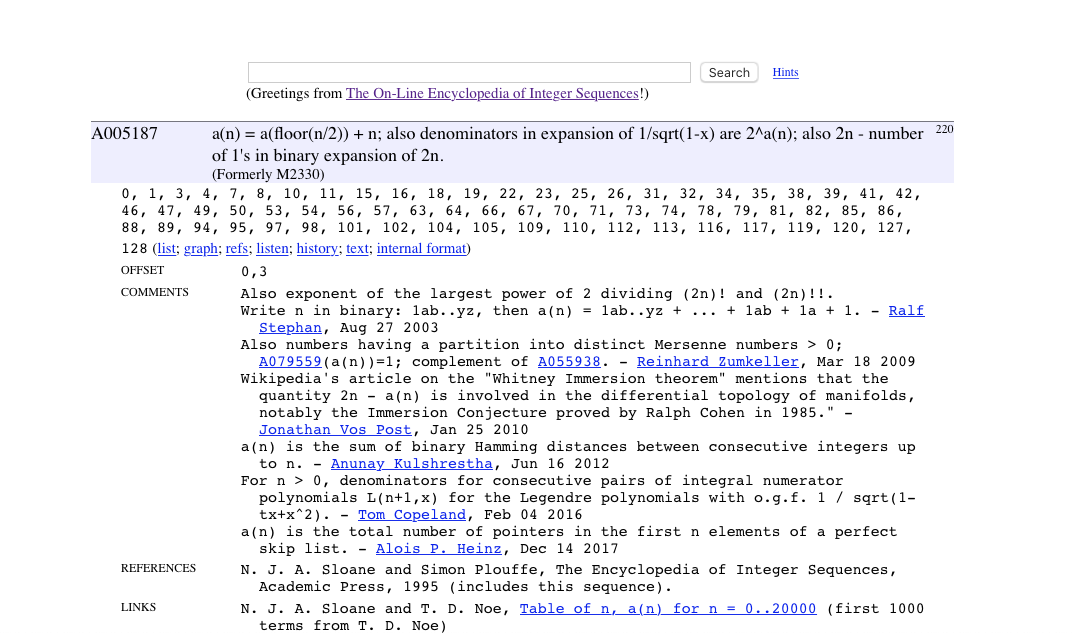 Search Hints
(Greetings from The On-Line Encyclopedia of Integer Sequences!)
A005187 a(n) = a(floor(n/2)) + n; also denominators in expansion of 1/sqrt(1-x) are 2^a(n); also 2n - number 220
of 1's in binary expansion of 2n.
(Formerly M2330)
0, 1, 3, 4, 7, 8, 10, 11, 15, 16, 18, 19, 22, 23, 25, 26, 31, 32, 34, 35, 38, 39, 41, 42,
46, 47, 49, 50, 53, 54, 56, 57, 63, 64, 66, 67, 70, 71, 73, 74, 78, 79, 81, 82, 85, 86,
88, 89, 94, 95, 97, 98, 101, 102, 104, 105, 109, 110, 112, 113, 116, 117, 119, 120, 127,
128 (list; graph; refs; listen; history; text; internal format)
OFFSET 0,3
COMMENTS Also exponent of the largest power of 2 dividing (2n)! and (2n)!!.
Write n in binary: 1ab..yz, then a(n) = 1ab..yz + ... + 1ab + 1a + 1. - Ralf
Stephan, Aug 27 2003
Also numbers having a partition into distinct Mersenne numbers > 0;
A079559(a(n))=1; complement of A055938. - Reinhard Zumkeller, Mar 18 2009
Wikipedia's article on the "Whitney Immersion theorem" mentions that the
quantity 2n - a(n) is involved in the differential topology of manifolds,
notably the Immersion Conjecture proved by Ralph Cohen in 1985." -
Jonathan Vos Post, Jan 25 2010
a(n) is the sum of binary Hamming distances between consecutive integers up
to n. - Anunay Kulshrestha, Jun 16 2012
For n > 0, denominators for consecutive pairs of integral numerator
polynomials L(n+1,x) for the Legendre polynomials with o.g.f. 1 / sqrt(1-
tx+x^2). - Tom Copeland, Feb 04 2016
a(n) is the total number of pointers in the first n elements of a perfect
skip list. - Alois P. Heinz, Dec 14 2017
REFERENCES N. J. A. Sloane and Simon Plouffe, The Encyclopedia of Integer Sequences,
Academic Press, 1995 (includes this sequence).
LINKS N. J. A. Sloane and T. D. Noe, Table of n, a(n) for n = 0..20000 (first 1000
terms from T. D. Noe)